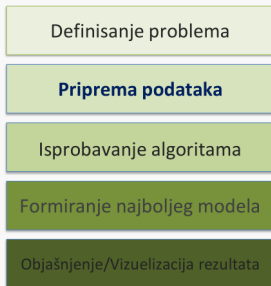 Definisanje problema
Priprema podataka
Isprobavanje algoritama
Formiranje najboljeg modela
Objašnjenje/Vizuelizacija rezultata